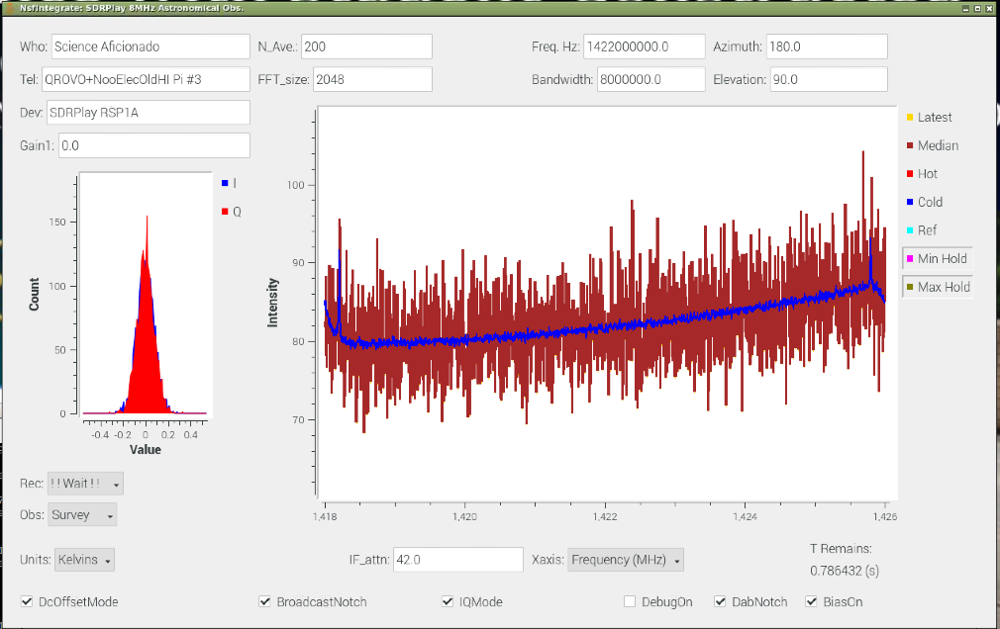 NsfIntegrate: SDRPlay 8MHz Astronomical Obs.
Who: Science Aficionado N_Ave.: 200 Freq. Hz: 1422000000.0 Azimuth: 180.0
Tel: QROVO+NooElecOldHI Pi #3 FFT_size: 2048 Bandwidth: 8000000.0 Elevation: 90.0
Dev: SDRPlay RSP1A
Gain1: 0.0
I
Q
150
100
50
0
Count
-0.4 -0.2 0 0.2 0.4
Value
100
90
80
70
Intensity
1,418 1,420 1,422 1,424 1,426
Latest
Median
Hot
Cold
Ref
Min Hold
Max Hold
Rec: !! Wait !!
Obs: Survey
Units: Kelvins IF_attn: 42.0 Xaxis: Frequency (MHz)
T Remains:
0.786432 (s)
DcOffsetMode BroadcastNotch IQMode DebugOn DabNotch BiasOn